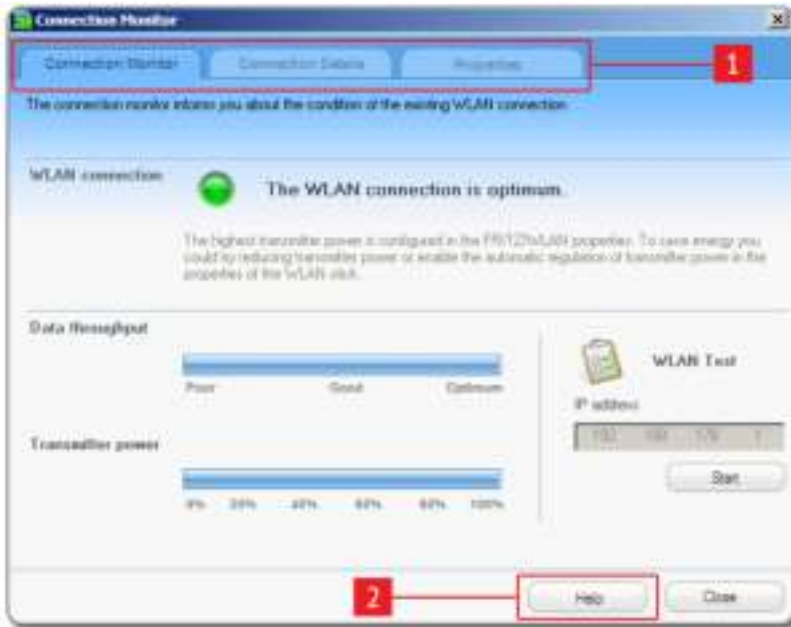 Connection Monitor
Connection Monitor
Connection Details
Properties
1
The connection monitor informs you about the condition of the existing WLAN connection.
WLAN connection
The WLAN connection is optimum.
The highest transmitter power is configured in the FRITZ!WLAN properties. To save energy you
could try reducing transmitter power or enable the automatic regulation of transmitter power in the
properties of the WLAN stick.
Data throughput
Poor
Good
Optimum
WLAN Test
IP address
192 168 178 1
Start
Transmitter power
0% 20% 40% 60% 80% 100%
2
Help
Close